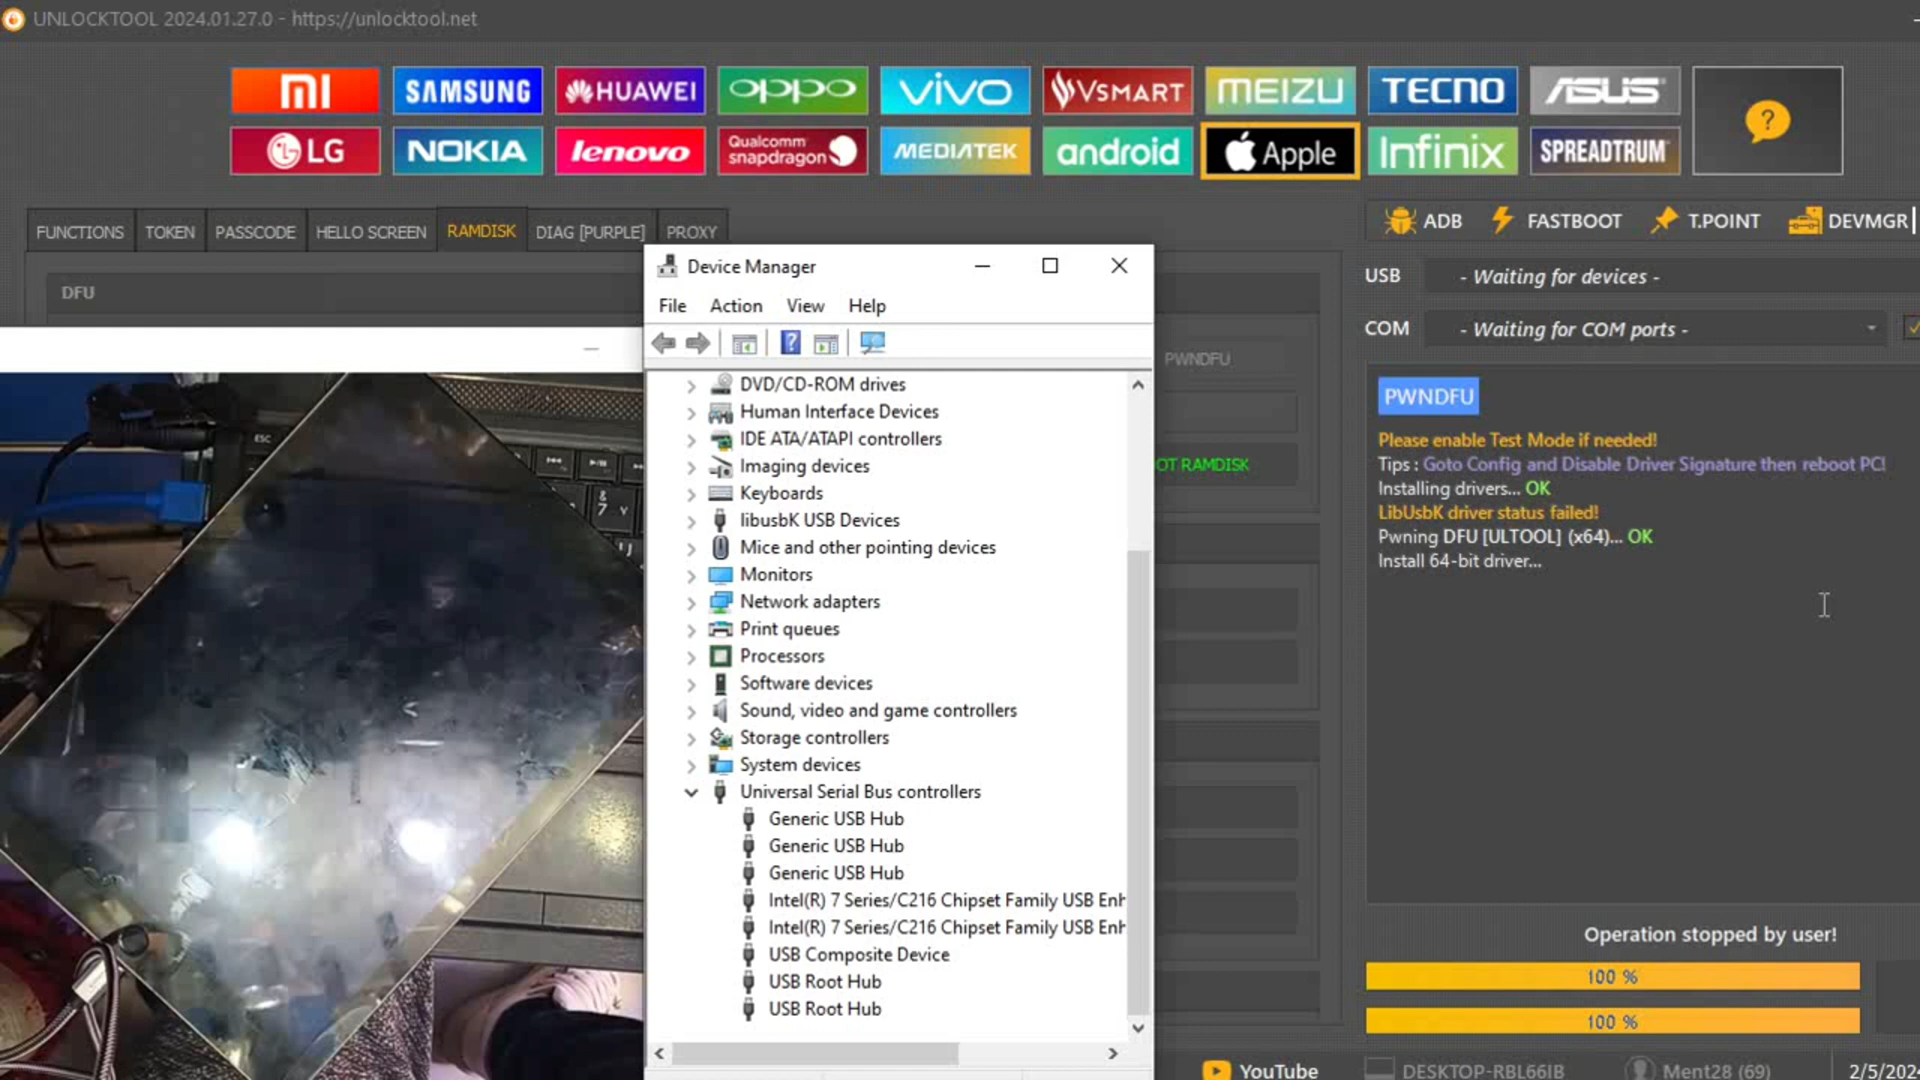 UNLOCKTOOL 2024.01.27.0 - https://unlocktool.net
MI
SAMSUNG
HUAWEI
oppo
vivo
VSMART
MEIZU
TECNO
ASUS
?
LG
NOKIA
lenovo
Qualcomm
snapdragon
MEDIATEK
android
Apple
Infinix
SPREADTRUM
FUNCTIONS
TOKEN
PASSCODE
HELLO SCREEN
RAMDISK
DIAG [PURPLE]
PROXY
ADB
FASTBOOT
T.POINT
DEVMGR
DFU
Device Manager
File
Action
View
Help
DVD/CD-ROM drives
Human Interface Devices
IDE ATA/ATAPI controllers
Imaging devices
Keyboards
libusbK USB Devices
Mice and other pointing devices
Monitors
Network adapters
Print queues
Processors
Software devices
Sound, video and game controllers
Storage controllers
System devices
Universal Serial Bus controllers
Generic USB Hub
Generic USB Hub
Generic USB Hub
Intel(R) 7 Series/C216 Chipset Family USB Enh
Intel(R) 7 Series/C216 Chipset Family USB Enh
USB Composite Device
USB Root Hub
USB Root Hub
PWNDFU
OT RAMDISK
USB
- Waiting for devices -
COM
- Waiting for COM ports -
PWNDFU
Please enable Test Mode if needed!
Tips : Goto Config and Disable Driver Signature then reboot PC!
Installing drivers... OK
LibUsbK driver status failed!
Pwning DFU [ULTOOL] (x64)... OK
Install 64-bit driver...
Operation stopped by user!
100 %
100 %
YouTube
DESKTOP-RBL66IB
Ment28 (69)
2/5/202
ESC
7